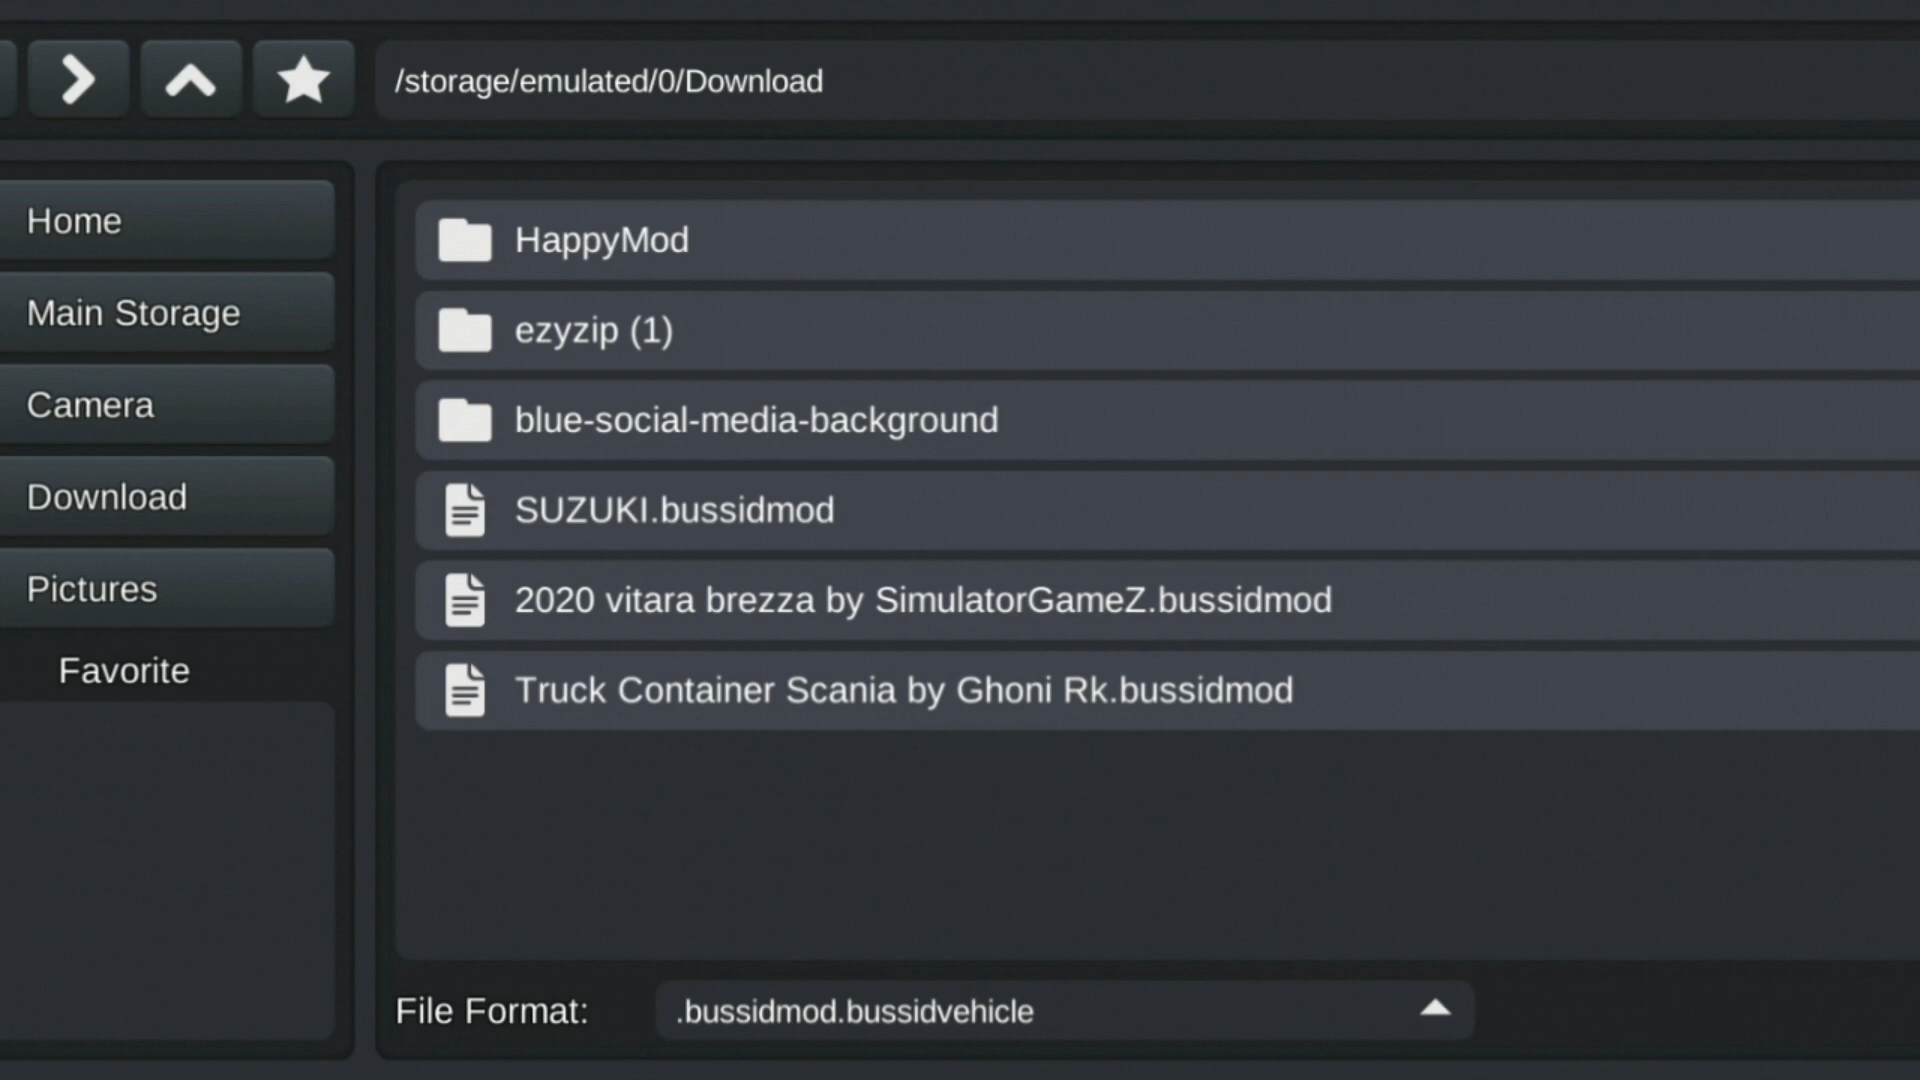 /storage/emulated/0/Download
Home
Main Storage
Camera
Download
Pictures
Favorite
HappyMod
ezyzip (1)
blue-social-media-background
SUZUKI.bussidmod
2020 vitara brezza by SimulatorGameZ.bussidmod
Truck Container Scania by Ghoni Rk.bussidmod
File Format:
.bussidmod.bussidvehicle